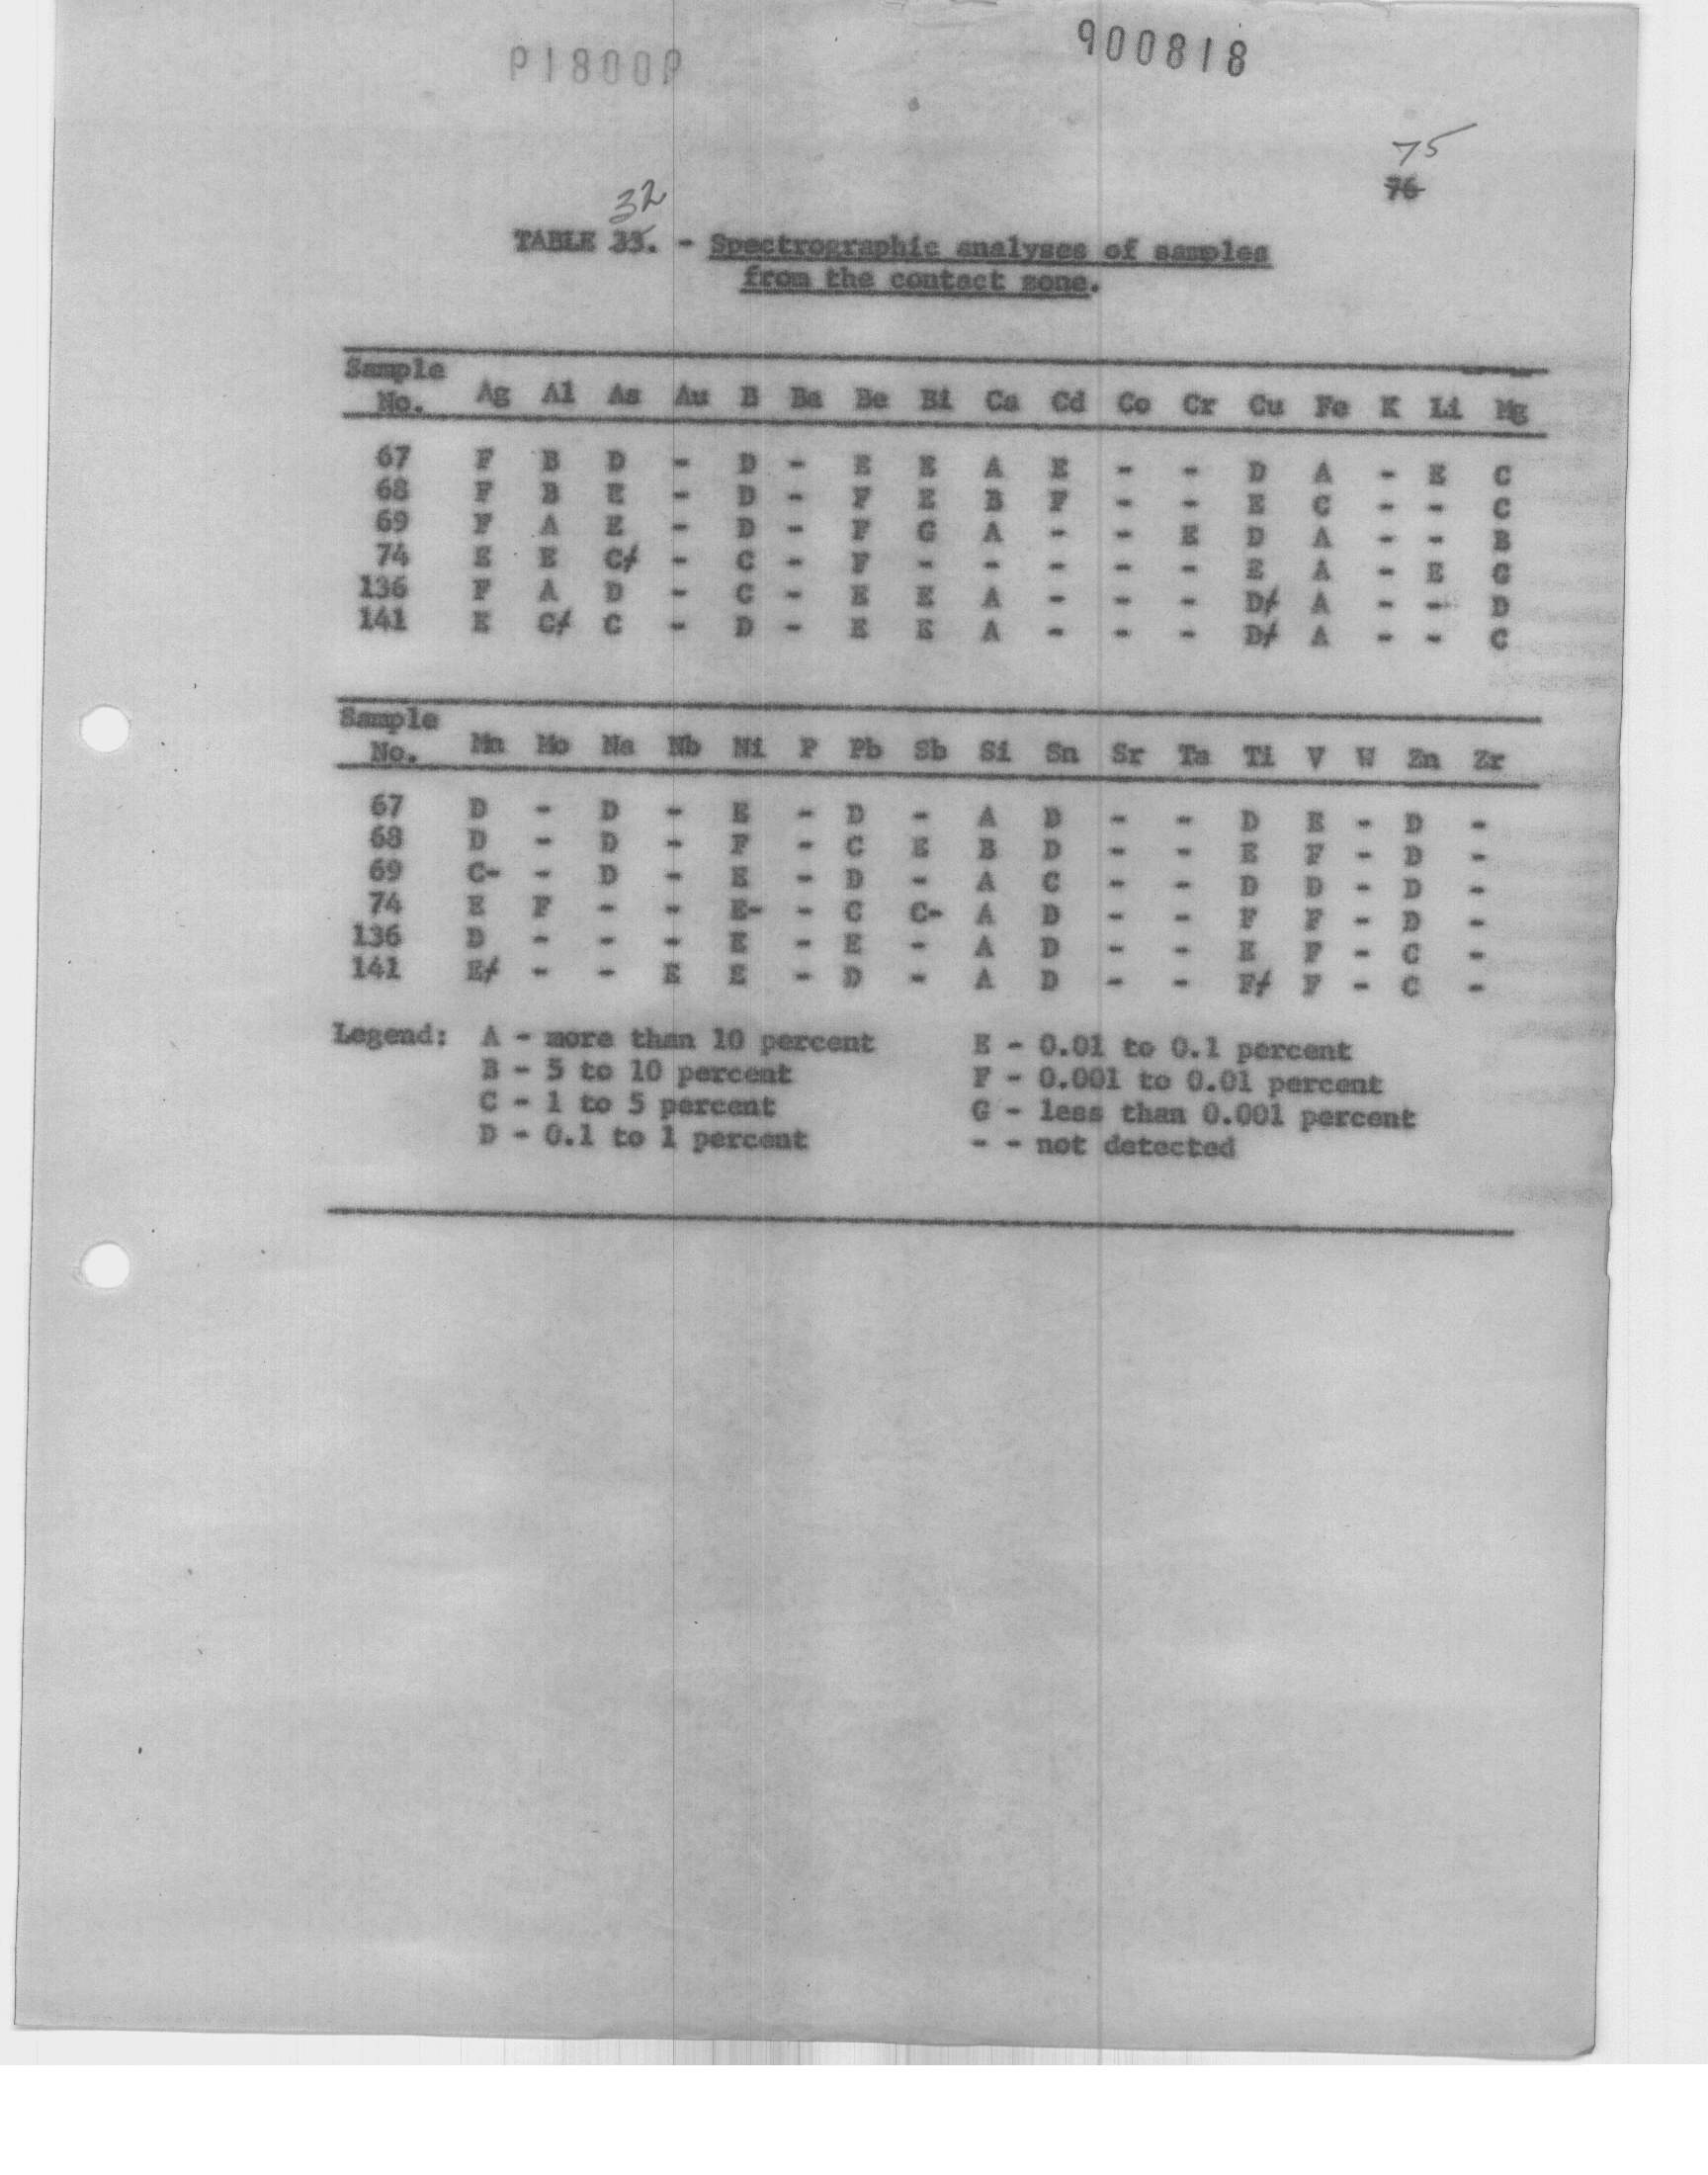 P1800P
900818
75
76
32
TABLE 33. - Spectrographic analyses of samples
from the contact zone.
Sample
No. Ag Al As Au B Ba Be Bi Ca Cd Co Cr Cu Fe K Li Mg
67 F B D - D - E E A E - - D A - E C
68 F B E - D - F E B F - - E C - - C
69 F A E - D - F G A - - E D A - - B
74 E E C/ - C - F - - - - - E A - E G
136 F A D - C - E E A - - - D/ A - - D
141 E C/ C - D - E E A - - - D/ A - - C
Sample
No. Mn Mo Na Nb Ni P Pb Sb Si Sn Sr Ta Ti V W Zn Zr
67 D - D - E - D - A D - - D E - D -
68 D - D - F - C E B D - - E F - D -
69 C- - D - E - D - A C - - D D - D -
74 E F - - E- - C C- A D - - F F - D -
136 D - - - E - E - A D - - E F - C -
141 E/ - - E E - D - A D - - F/ F - C -
Legend: A - more than 10 percent E - 0.01 to 0.1 percent
B - 5 to 10 percent F - 0.001 to 0.01 percent
C - 1 to 5 percent G - less than 0.001 percent
D - 0.1 to 1 percent - - not detected